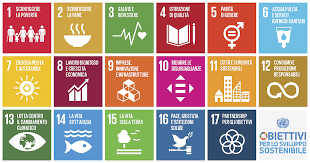 1 SCONFIGGERE
LA POVERTÀ
2 SCONFIGGERE
LA FAME
3 SALUTE E
BENESSERE
4 ISTRUZIONE
DI QUALITÀ
5 PARITÀ
DI GENERE
6 ACQUA PULITA
E SERVIZI
IGIENICO-SANITARI
7 ENERGIA PULITA
E ACCESSIBILE
8 LAVORO DIGNITOSO
E CRESCITA
ECONOMICA
9 IMPRESE,
INNOVAZIONE
E INFRASTRUTTURE
10 RIDURRE LE
DISUGUAGLIANZE
11 CITTÀ E COMUNITÀ
SOSTENIBILI
12 CONSUMO E
PRODUZIONE
RESPONSABILI
13 LOTTA CONTRO
IL CAMBIAMENTO
CLIMATICO
14 LA VITA
SOTT'ACQUA
15 LA VITA
SULLA TERRA
16 PACE, GIUSTIZIA
E ISTITUZIONI
SOLIDE
17 PARTNERSHIP
PER GLI OBIETTIVI
OBIETTIVI
PER LO SVILUPPO
SOSTENIBILE